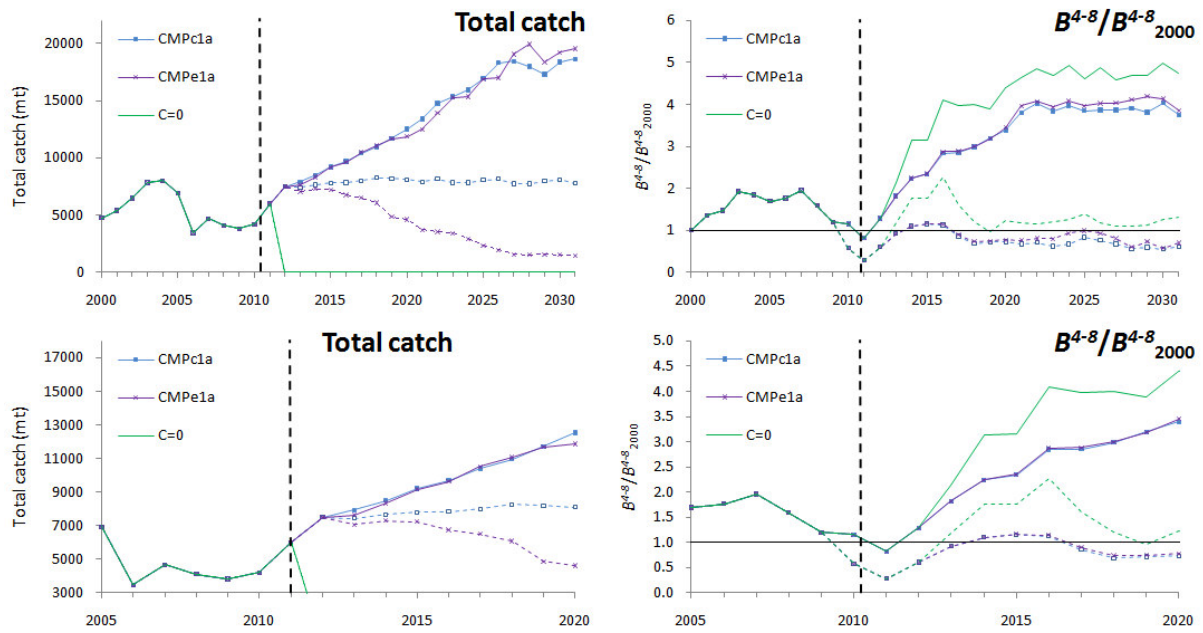 Total catch
Total catch (mt)
20000
15000
10000
5000
0
CMPc1a
CMPe1a
C=0
2000 2005 2010 2015 2020 2025 2030
B4-8/B4-82000
B4-8/B4-82000
6
5
4
3
2
1
0
CMPc1a
CMPe1a
C=0
2000 2005 2010 2015 2020 2025 2030
Total catch
Total catch (mt)
17000
15000
13000
11000
9000
7000
5000
3000
CMPc1a
CMPe1a
C=0
2005 2010 2015 2020
B4-8/B4-82000
B4-8/B4-82000
5.0
4.5
4.0
3.5
3.0
2.5
2.0
1.5
1.0
0.5
0.0
CMPc1a
CMPe1a
C=0
2005 2010 2015 2020